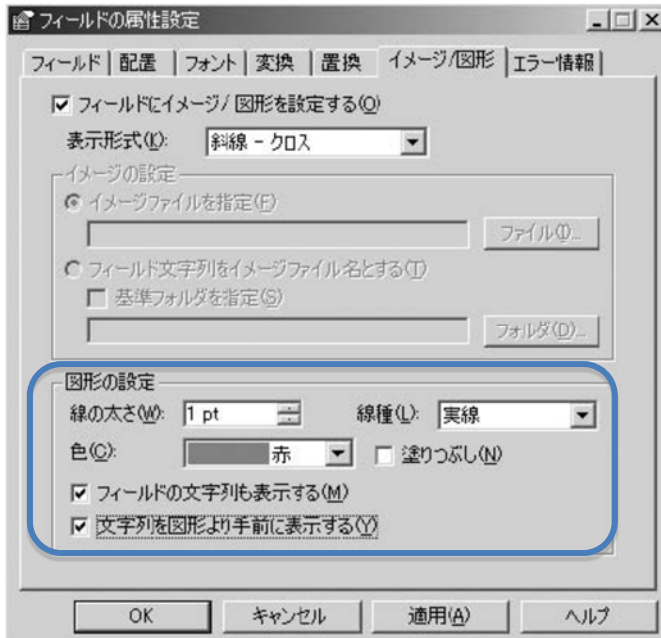 フィールドの属性設定
フィールド 配置 フォント 変換 置換 イメージ/図形 エラー情報
フィールドにイメージ/図形を設定する(O)
表示形式(K): 斜線 - クロス
イメージの設定
イメージファイルを指定(F)
ファイル(I)...
フィールド文字列をイメージファイル名とする(T)
基準フォルダを指定(S)
フォルダ(D)...
図形の設定
線の太さ(W): 1 pt 線種(L): 実線
色(C): 赤 塗りつぶし(N)
フィールドの文字列も表示する(M)
文字列を図形より手前に表示する(Y)
OK キャンセル 適用(A) ヘルプ